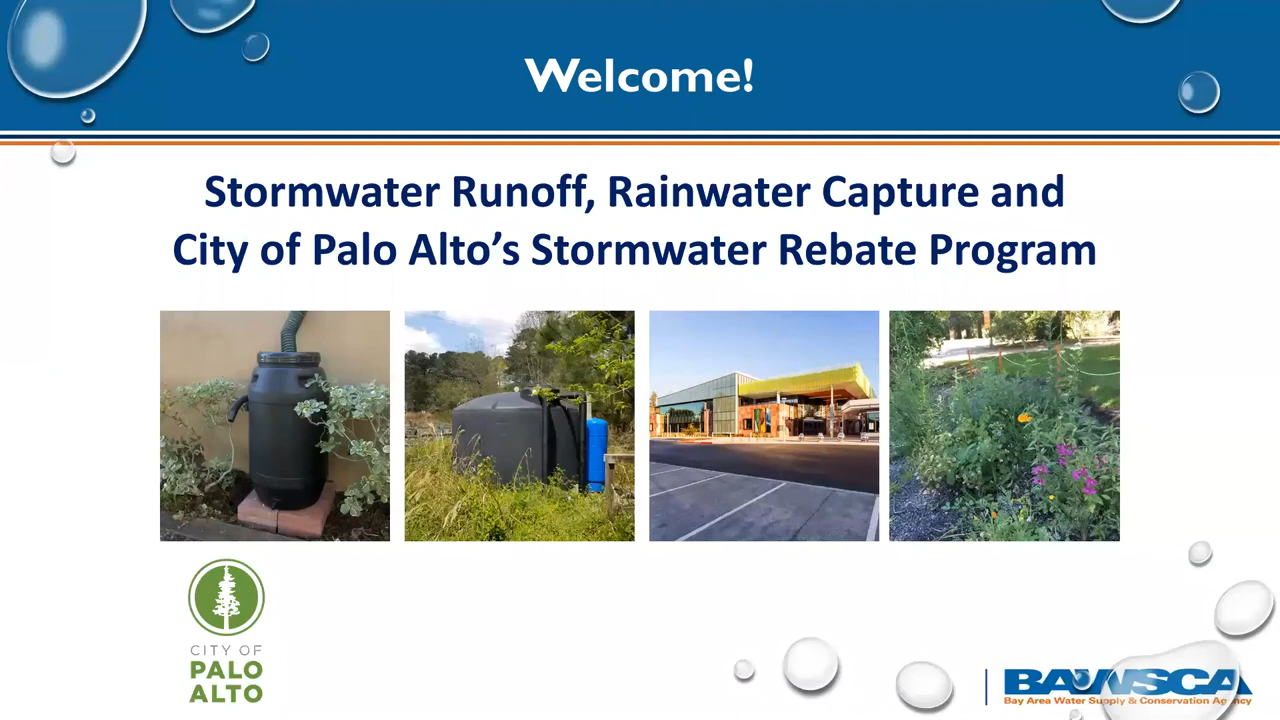 Welcome!
Stormwater Runoff, Rainwater Capture and
City of Palo Alto’s Stormwater Rebate Program
CITY OF
PALO
ALTO
BAWSCA
Bay Area Water Supply & Conservation Agency